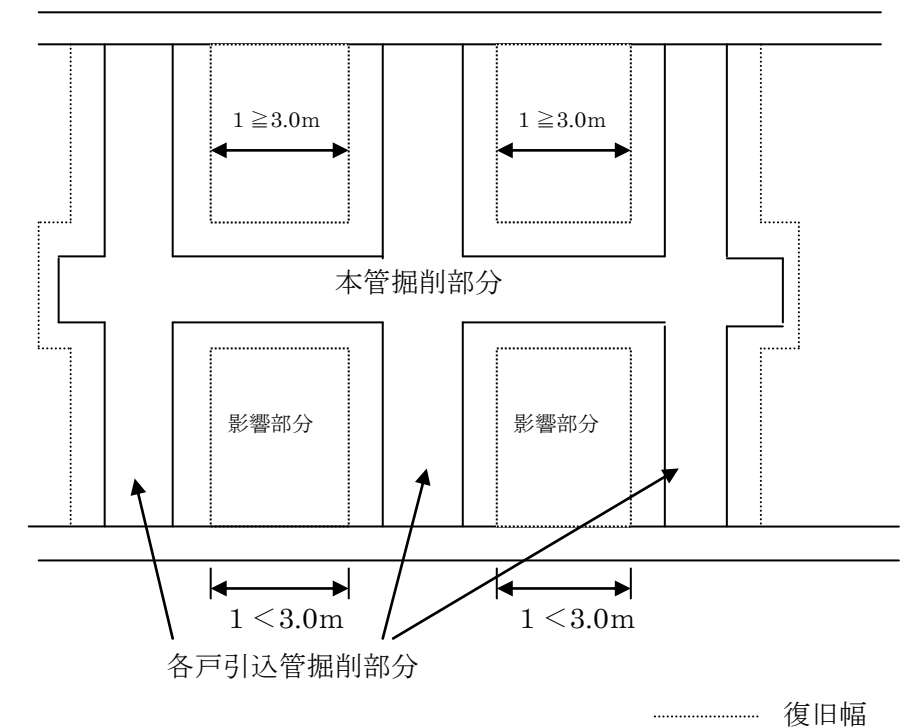 1 ≧3.0m
1 ≧3.0m
本管掘削部分
影響部分
影響部分
1 <3.0m
1 <3.0m
各戸引込管掘削部分
復旧幅